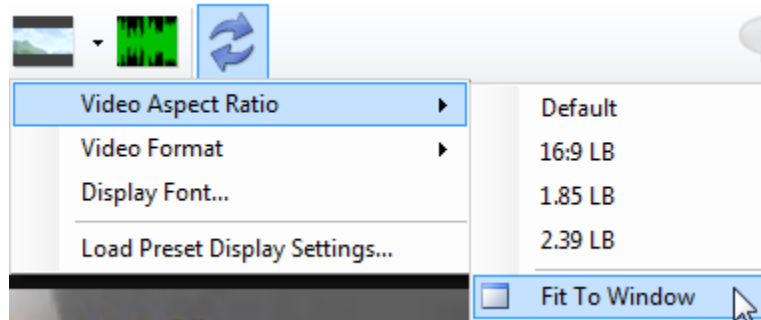 Video Aspect Ratio
Video Format
Display Font...
Load Preset Display Settings...
Default
16:9 LB
1.85 LB
2.39 LB
Fit To Window